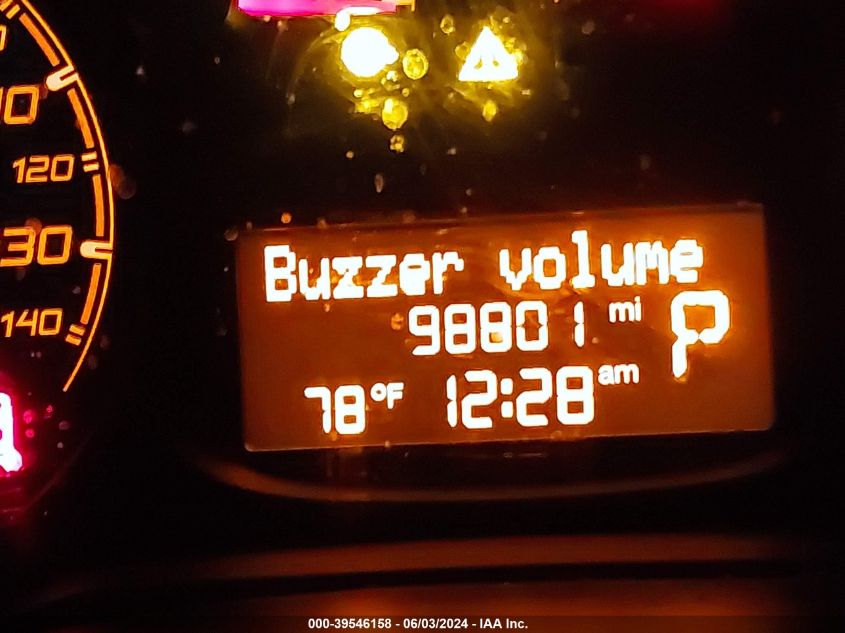 120
30
140
Buzzer volume
98801 mi P
78°F 12:28 am
000-39546158 - 06/03/2024 - IAA Inc.